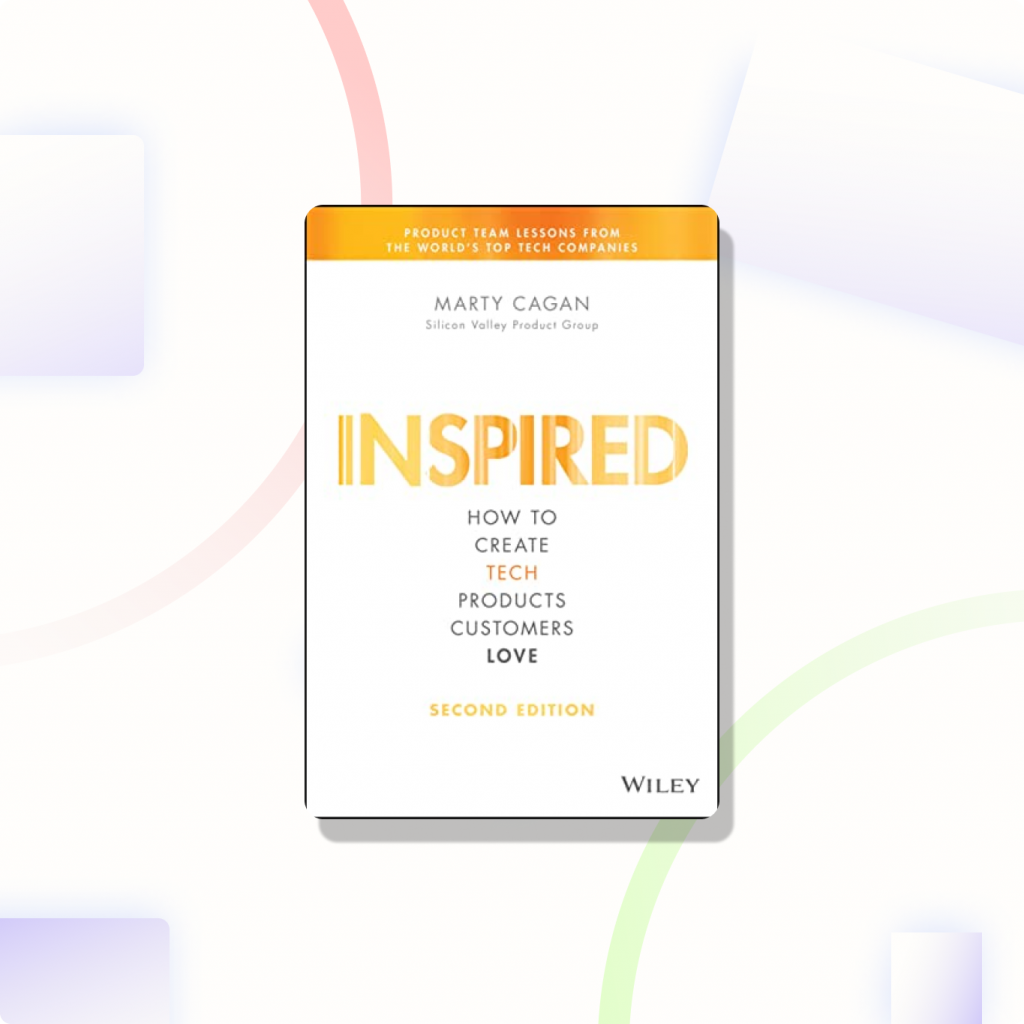 PRODUCT TEAM LESSONS FROM
THE WORLD'S TOP TECH COMPANIES
MARTY CAGAN
Silicon Valley Product Group
INSPIRED
HOW TO
CREATE
TECH
PRODUCTS
CUSTOMERS
LOVE
SECOND EDITION
WILEY